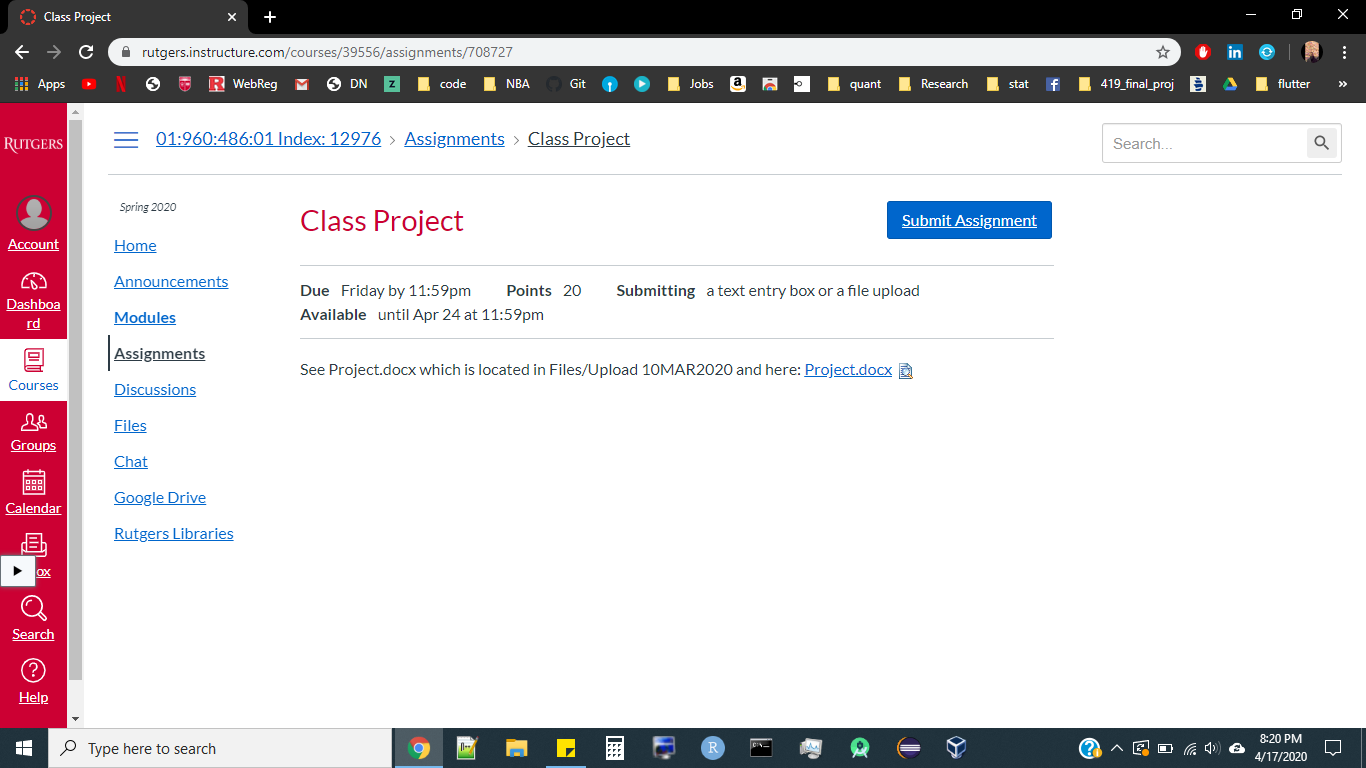 Class Project
rutgers.instructure.com/courses/39556/assignments/708727
Apps WebReg DN code NBA Git Jobs quant Research stat 419_final_proj flutter »
RUTGERS
01:960:486:01 Index: 12976 › Assignments › Class Project
Search...
Spring 2020
Class Project
Submit Assignment
Home
Announcements
Modules
Assignments
Discussions
Files
Chat
Google Drive
Rutgers Libraries
Due Friday by 11:59pm Points 20 Submitting a text entry box or a file upload
Available until Apr 24 at 11:59pm
See Project.docx which is located in Files/Upload 10MAR2020 and here: Project.docx
Account
Dashboa
rd
Courses
Groups
Calendar
ox
Search
Help
Type here to search
8:20 PM
4/17/2020